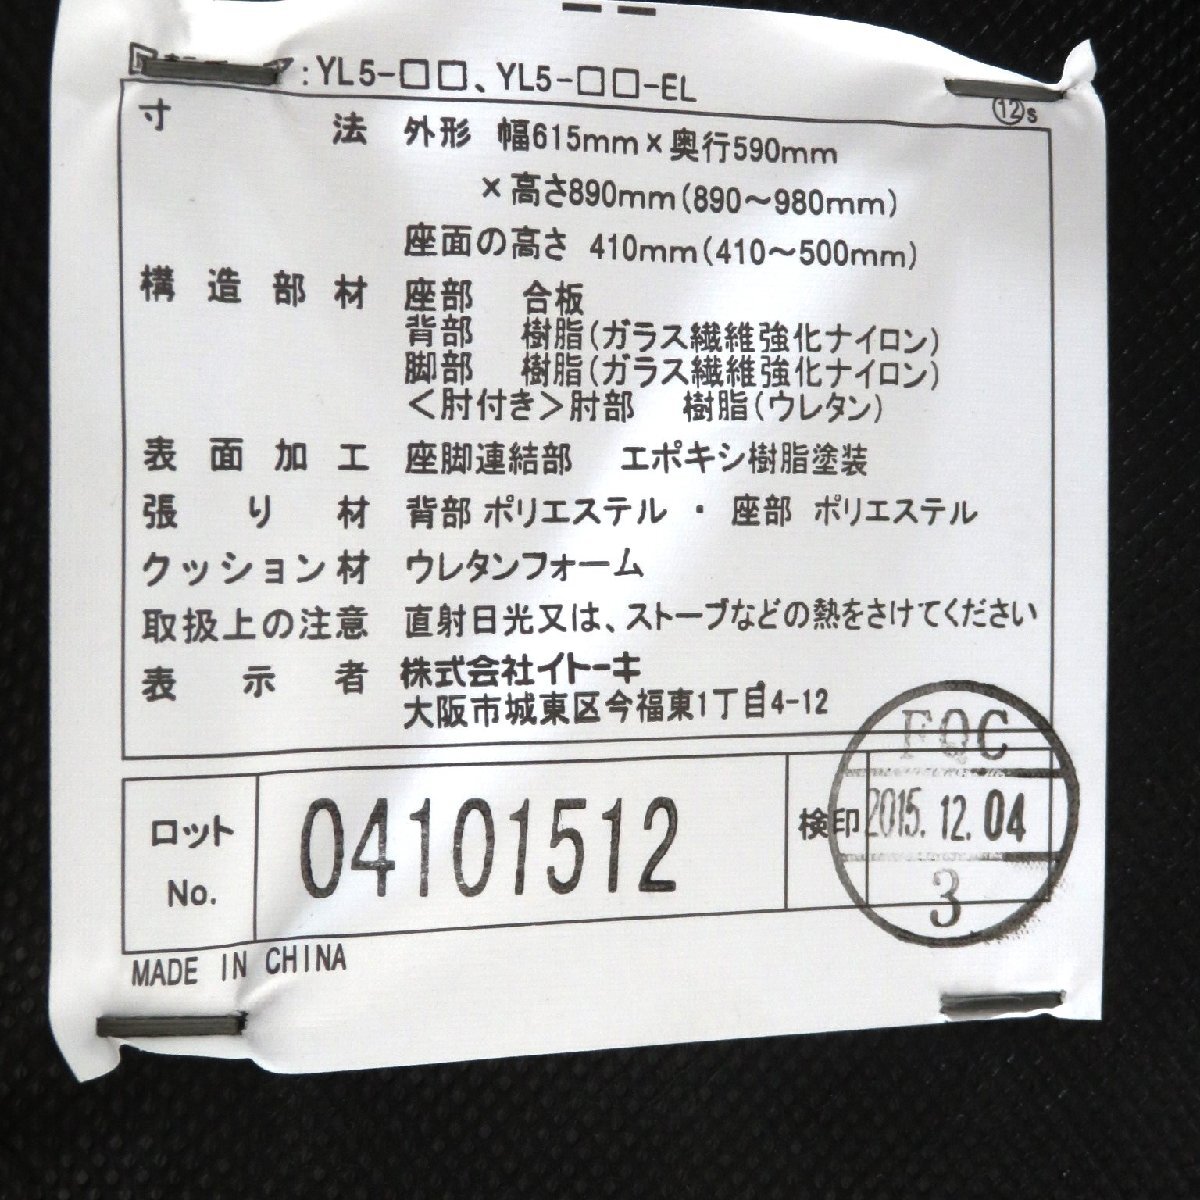 :YL5-□□、YL5-□□-EL
⑫s
寸法 外形 幅615mm×奥行590mm
×高さ890mm(890～980mm)
座面の高さ 410mm(410～500mm)
構造部材 座部 合板
背部 樹脂(ガラス繊維強化ナイロン)
脚部 樹脂(ガラス繊維強化ナイロン)
<肘付き>肘部 樹脂(ウレタン)
表面加工 座脚連結部 エポキシ樹脂塗装
張り材 背部 ポリエステル ・ 座部 ポリエステル
クッション材 ウレタンフォーム
取扱上の注意 直射日光又は、ストーブなどの熱をさけてください
表示者 株式会社イトーキ
大阪市城東区今福東1丁目4-12
ロット No. 04101512
検印 FQC
2015.12.04
3
MADE IN CHINA